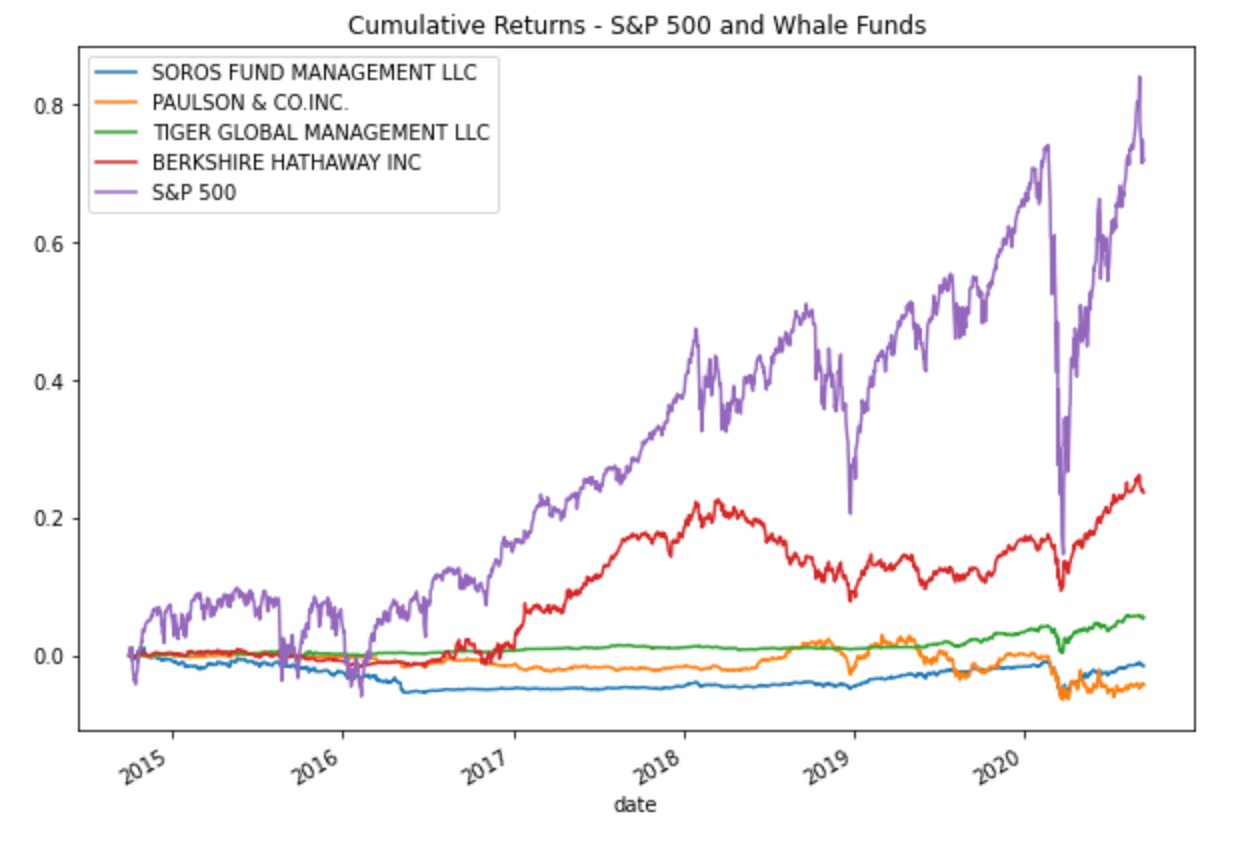 Cumulative Returns - S&P 500 and Whale Funds
SOROS FUND MANAGEMENT LLC
PAULSON & CO.INC.
TIGER GLOBAL MANAGEMENT LLC
BERKSHIRE HATHAWAY INC
S&P 500
0.8
0.6
0.4
0.2
0.0
2015
2016
2017
2018
2019
2020
date